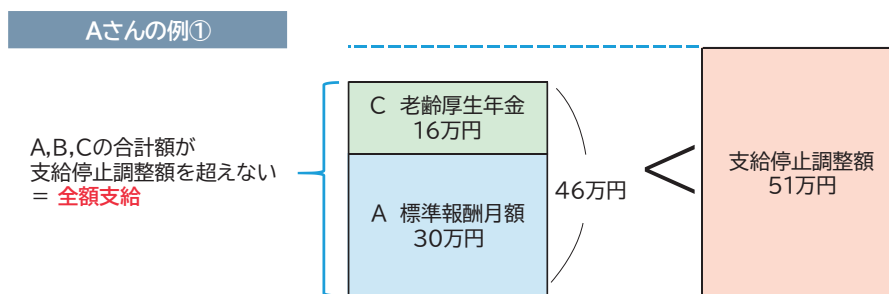 Aさんの例①
A,B,Cの合計額が
支給停止調整額を超えない
= 全額支給
C 老齢厚生年金
16万円
A 標準報酬月額
30万円
46万円
<
支給停止調整額
51万円